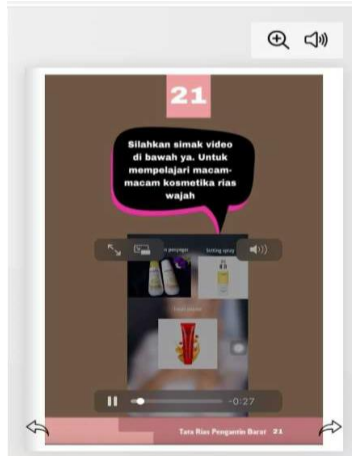 21
Silahkan simak video
di bawah ya. Untuk
mempelajari macam-
macam kosmetika rias
wajah
penyegar
setting spray
-0:27
Tata Rias Pengantin Barat 21